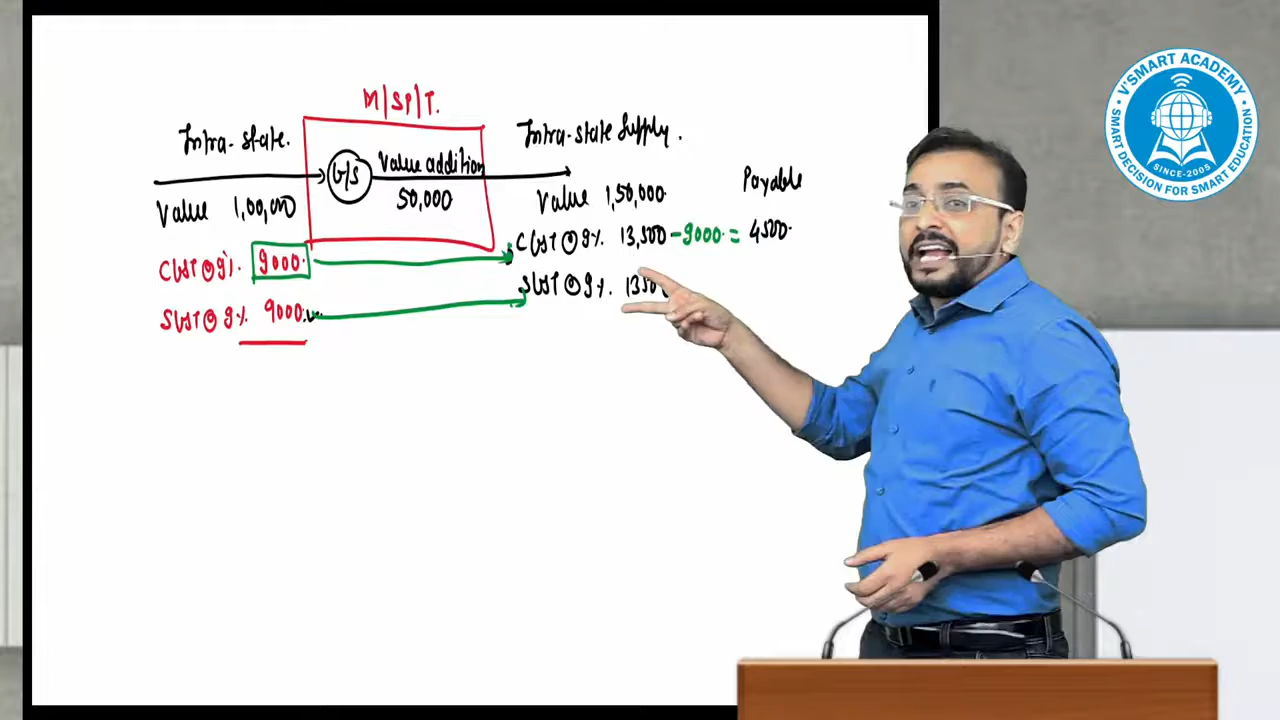 M/SP/T.
Intra-state.
G/S
Value addition
50,000
Value 1,00,000
CGST @ 9%. 9000.
SGST @ 9%. 9000.
Intra-state Supply.
Value 1,50,000
Payable
CGST @ 9%. 13,500 - 9000. = 4500.
SGST @ 9%. 13500
V'SMART ACADEMY
SINCE-2005
SMART DECISION FOR SMART EDUCATION